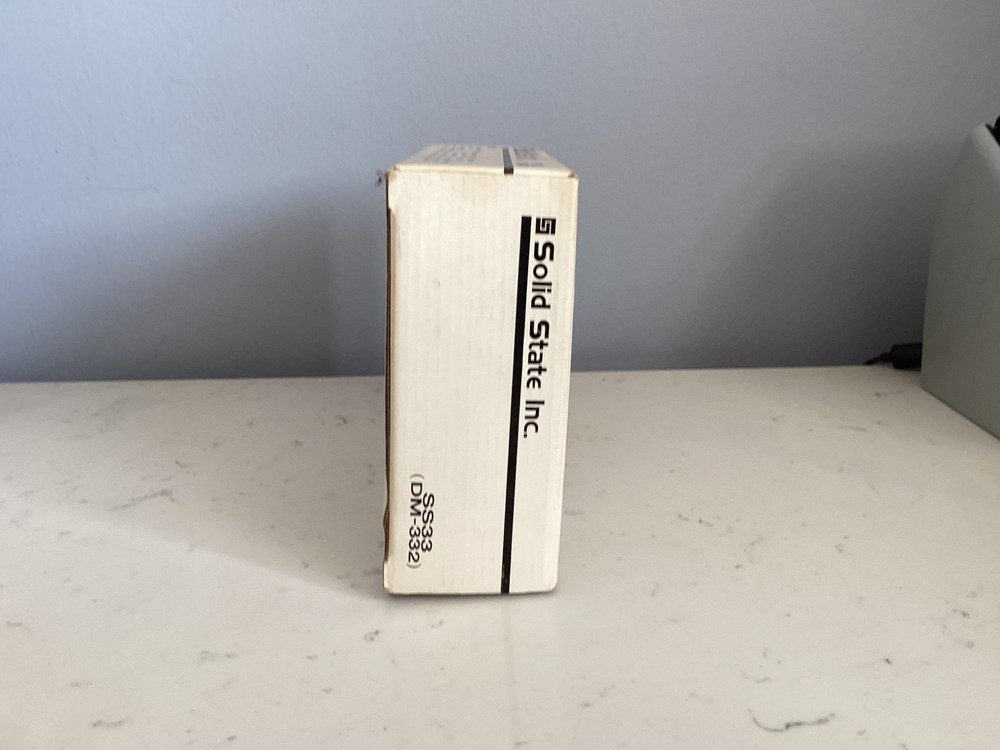 Solid State Inc.
SS33
(DM-332)